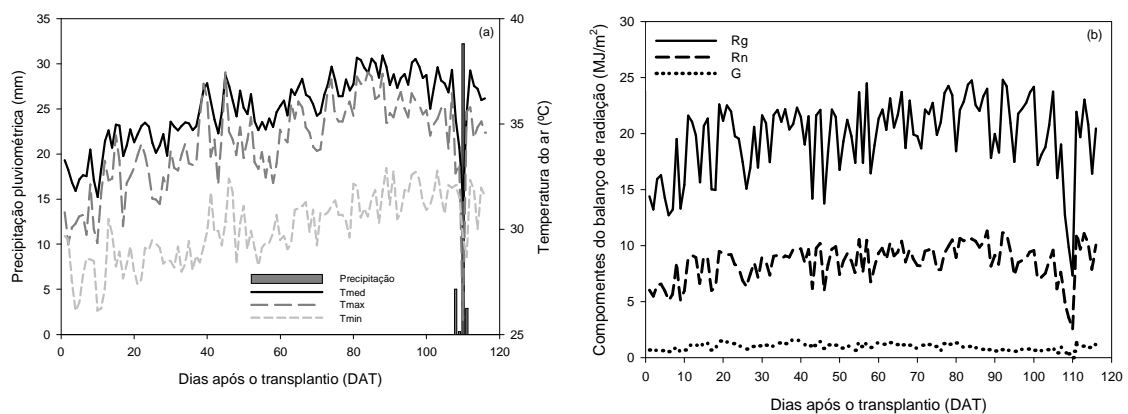 (a)
Precipitação pluviométrica (mm)
35
30
25
20
15
10
5
0
40
35
30
25
Temperatura do ar (ºC)
Precipitação
Tmed
Tmax
Tmin
0 20 40 60 80 100 120
Dias após o transplantio (DAT)
(b)
Compomentes do balanço de radiação (MJ/m²)
30
25
20
15
10
5
0
Rg
Rn
G
0 10 20 30 40 50 60 70 80 90 100 110 120
Dias após o transplantio (DAT)